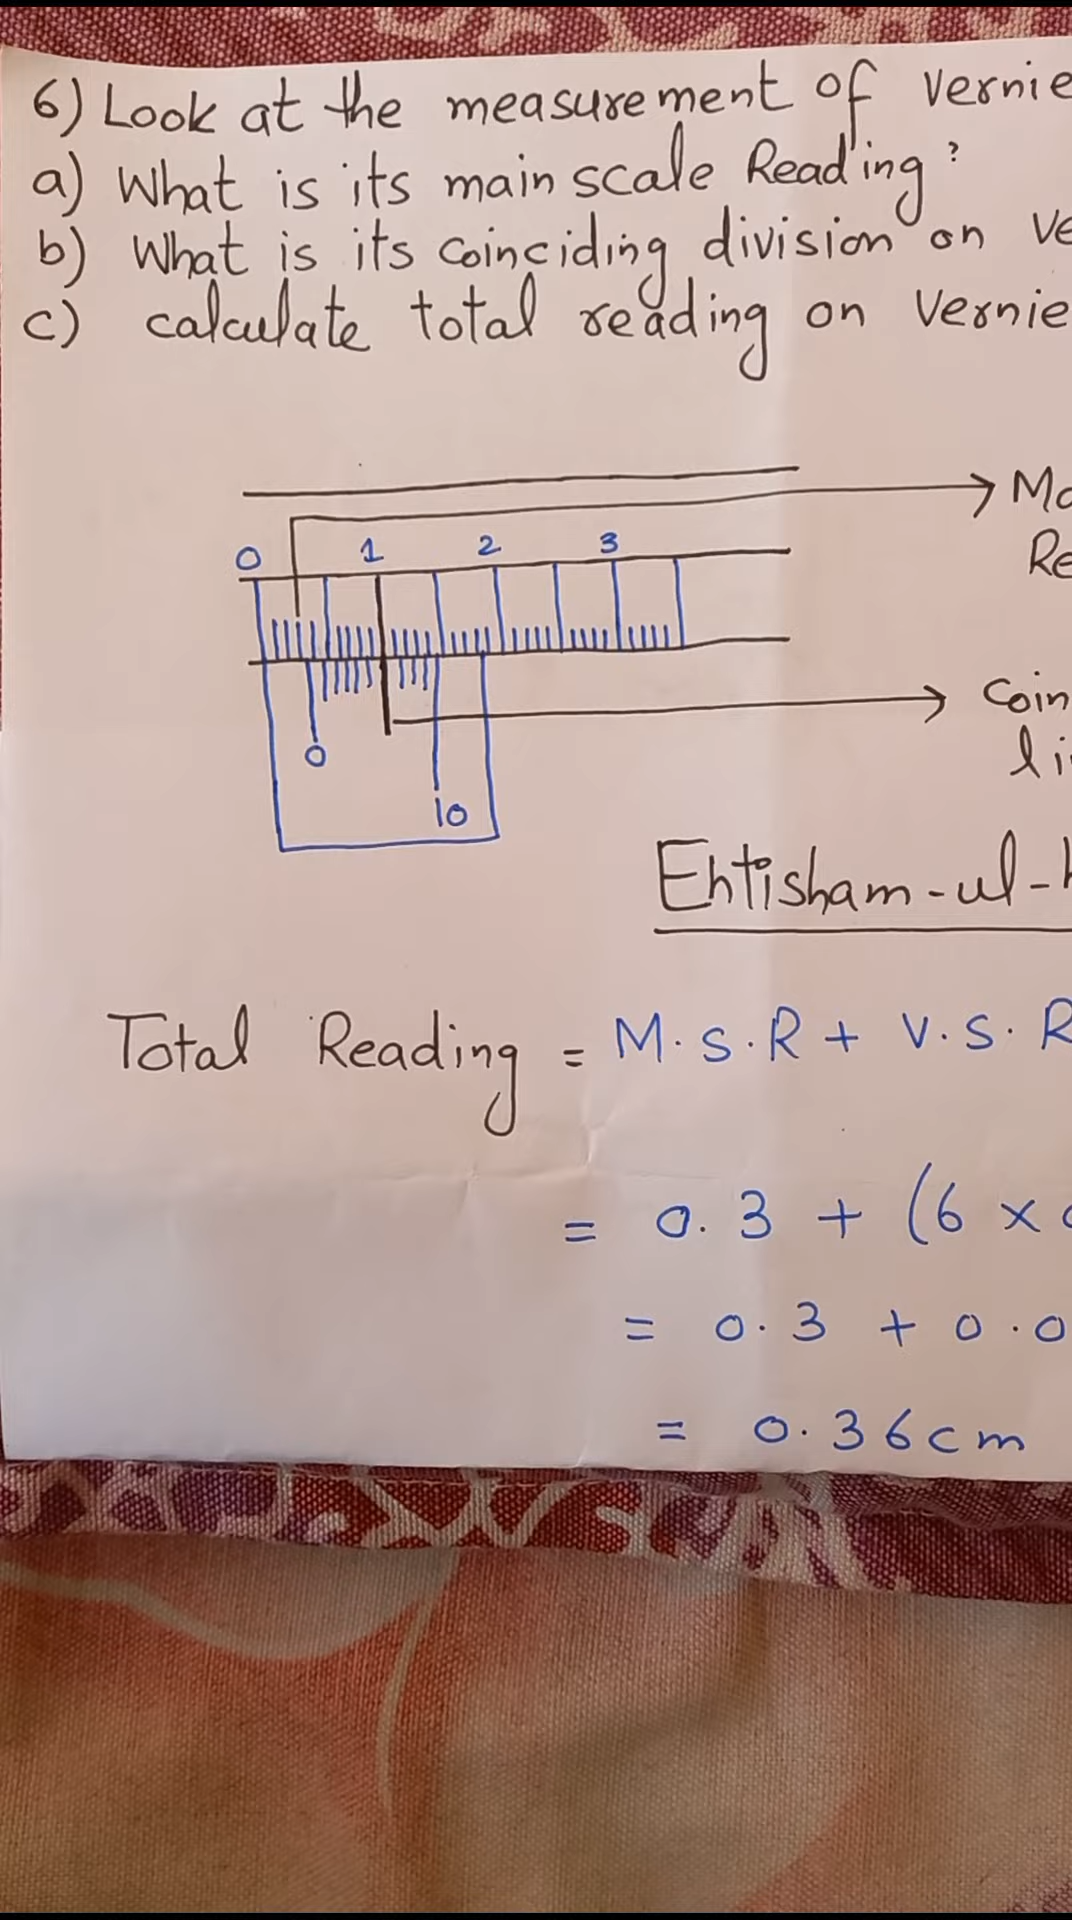 6) Look at the measurement of Vernie
a) What is its main scale Reading?
b) What is its coinciding division on Ve
c) calculate total reading on Vernie
Ma
Re
0 1 2 3
Coin
li
0
10
Ehtisham-ul-
Total Reading = M.S.R + V.S.R
= 0.3 + (6 ×
= 0.3 + 0.0
= 0.36cm